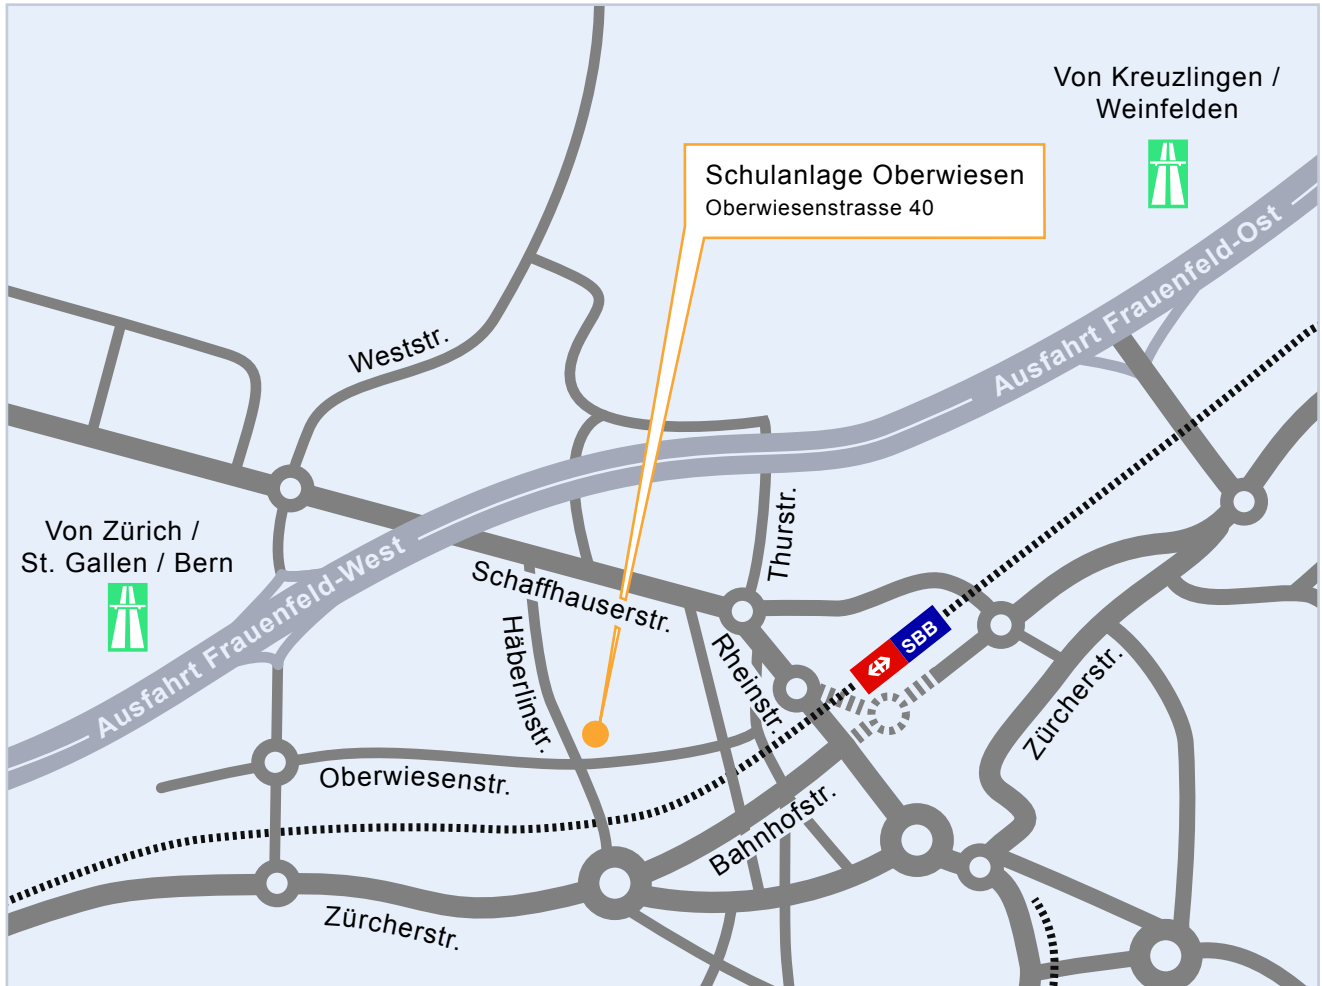 Von Kreuzlingen /
Weinfelden
Schulanlage Oberwiesen
Oberwiesenstrasse 40
Ausfahrt Frauenfeld-Ost
Weststr.
Thurstr.
Von Zürich /
St. Gallen / Bern
Ausfahrt Frauenfeld-West
Schaffhauserstr.
SBB
Häberlinstr.
Rheinstr.
Zürcherstr.
Oberwiesenstr.
Bahnhofstr.
Zürcherstr.